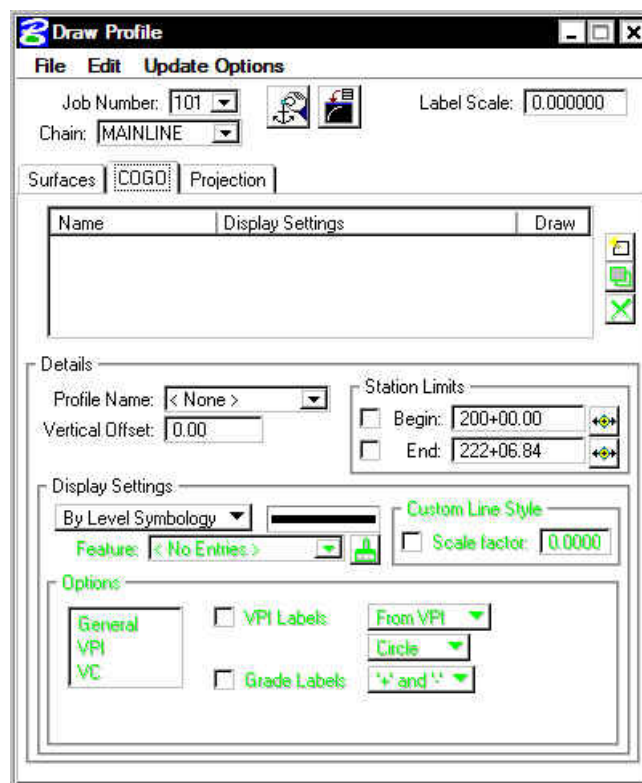 Draw Profile
File Edit Update Options
Job Number: 101 Label Scale: 0.000000
Chain: MAINLINE
Surfaces COGO Projection
Name Display Settings Draw
Details
Profile Name: < None > Station Limits
Begin: 200+00.00
Vertical Offset: 0.00
End: 222+06.84
Display Settings
By Level Symbology Custom Line Style
Feature: < No Entries > Scale factor: 0.0000
Options
General VPI Labels From VPI
VPI Circle
VC Grade Labels '+' and '-'